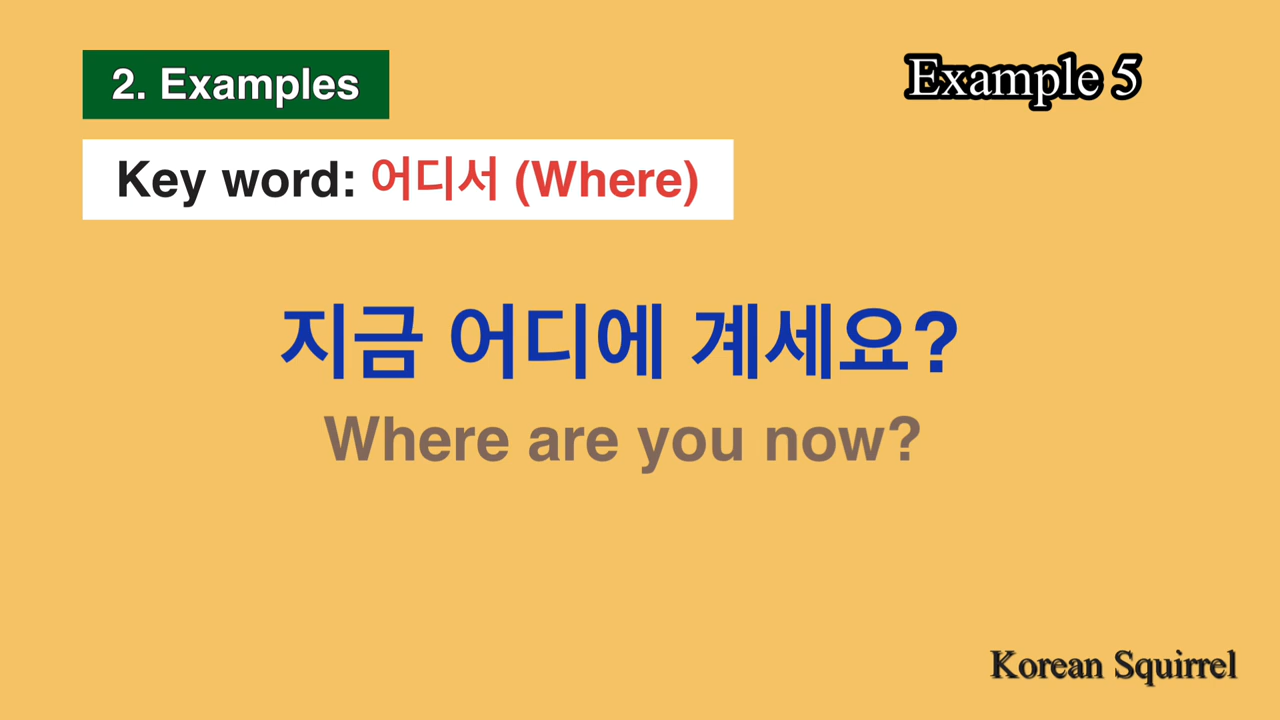 2. Examples
Example 5
Key word: 어디서 (Where)
지금 어디에 계세요?
Where are you now?
Korean Squirrel